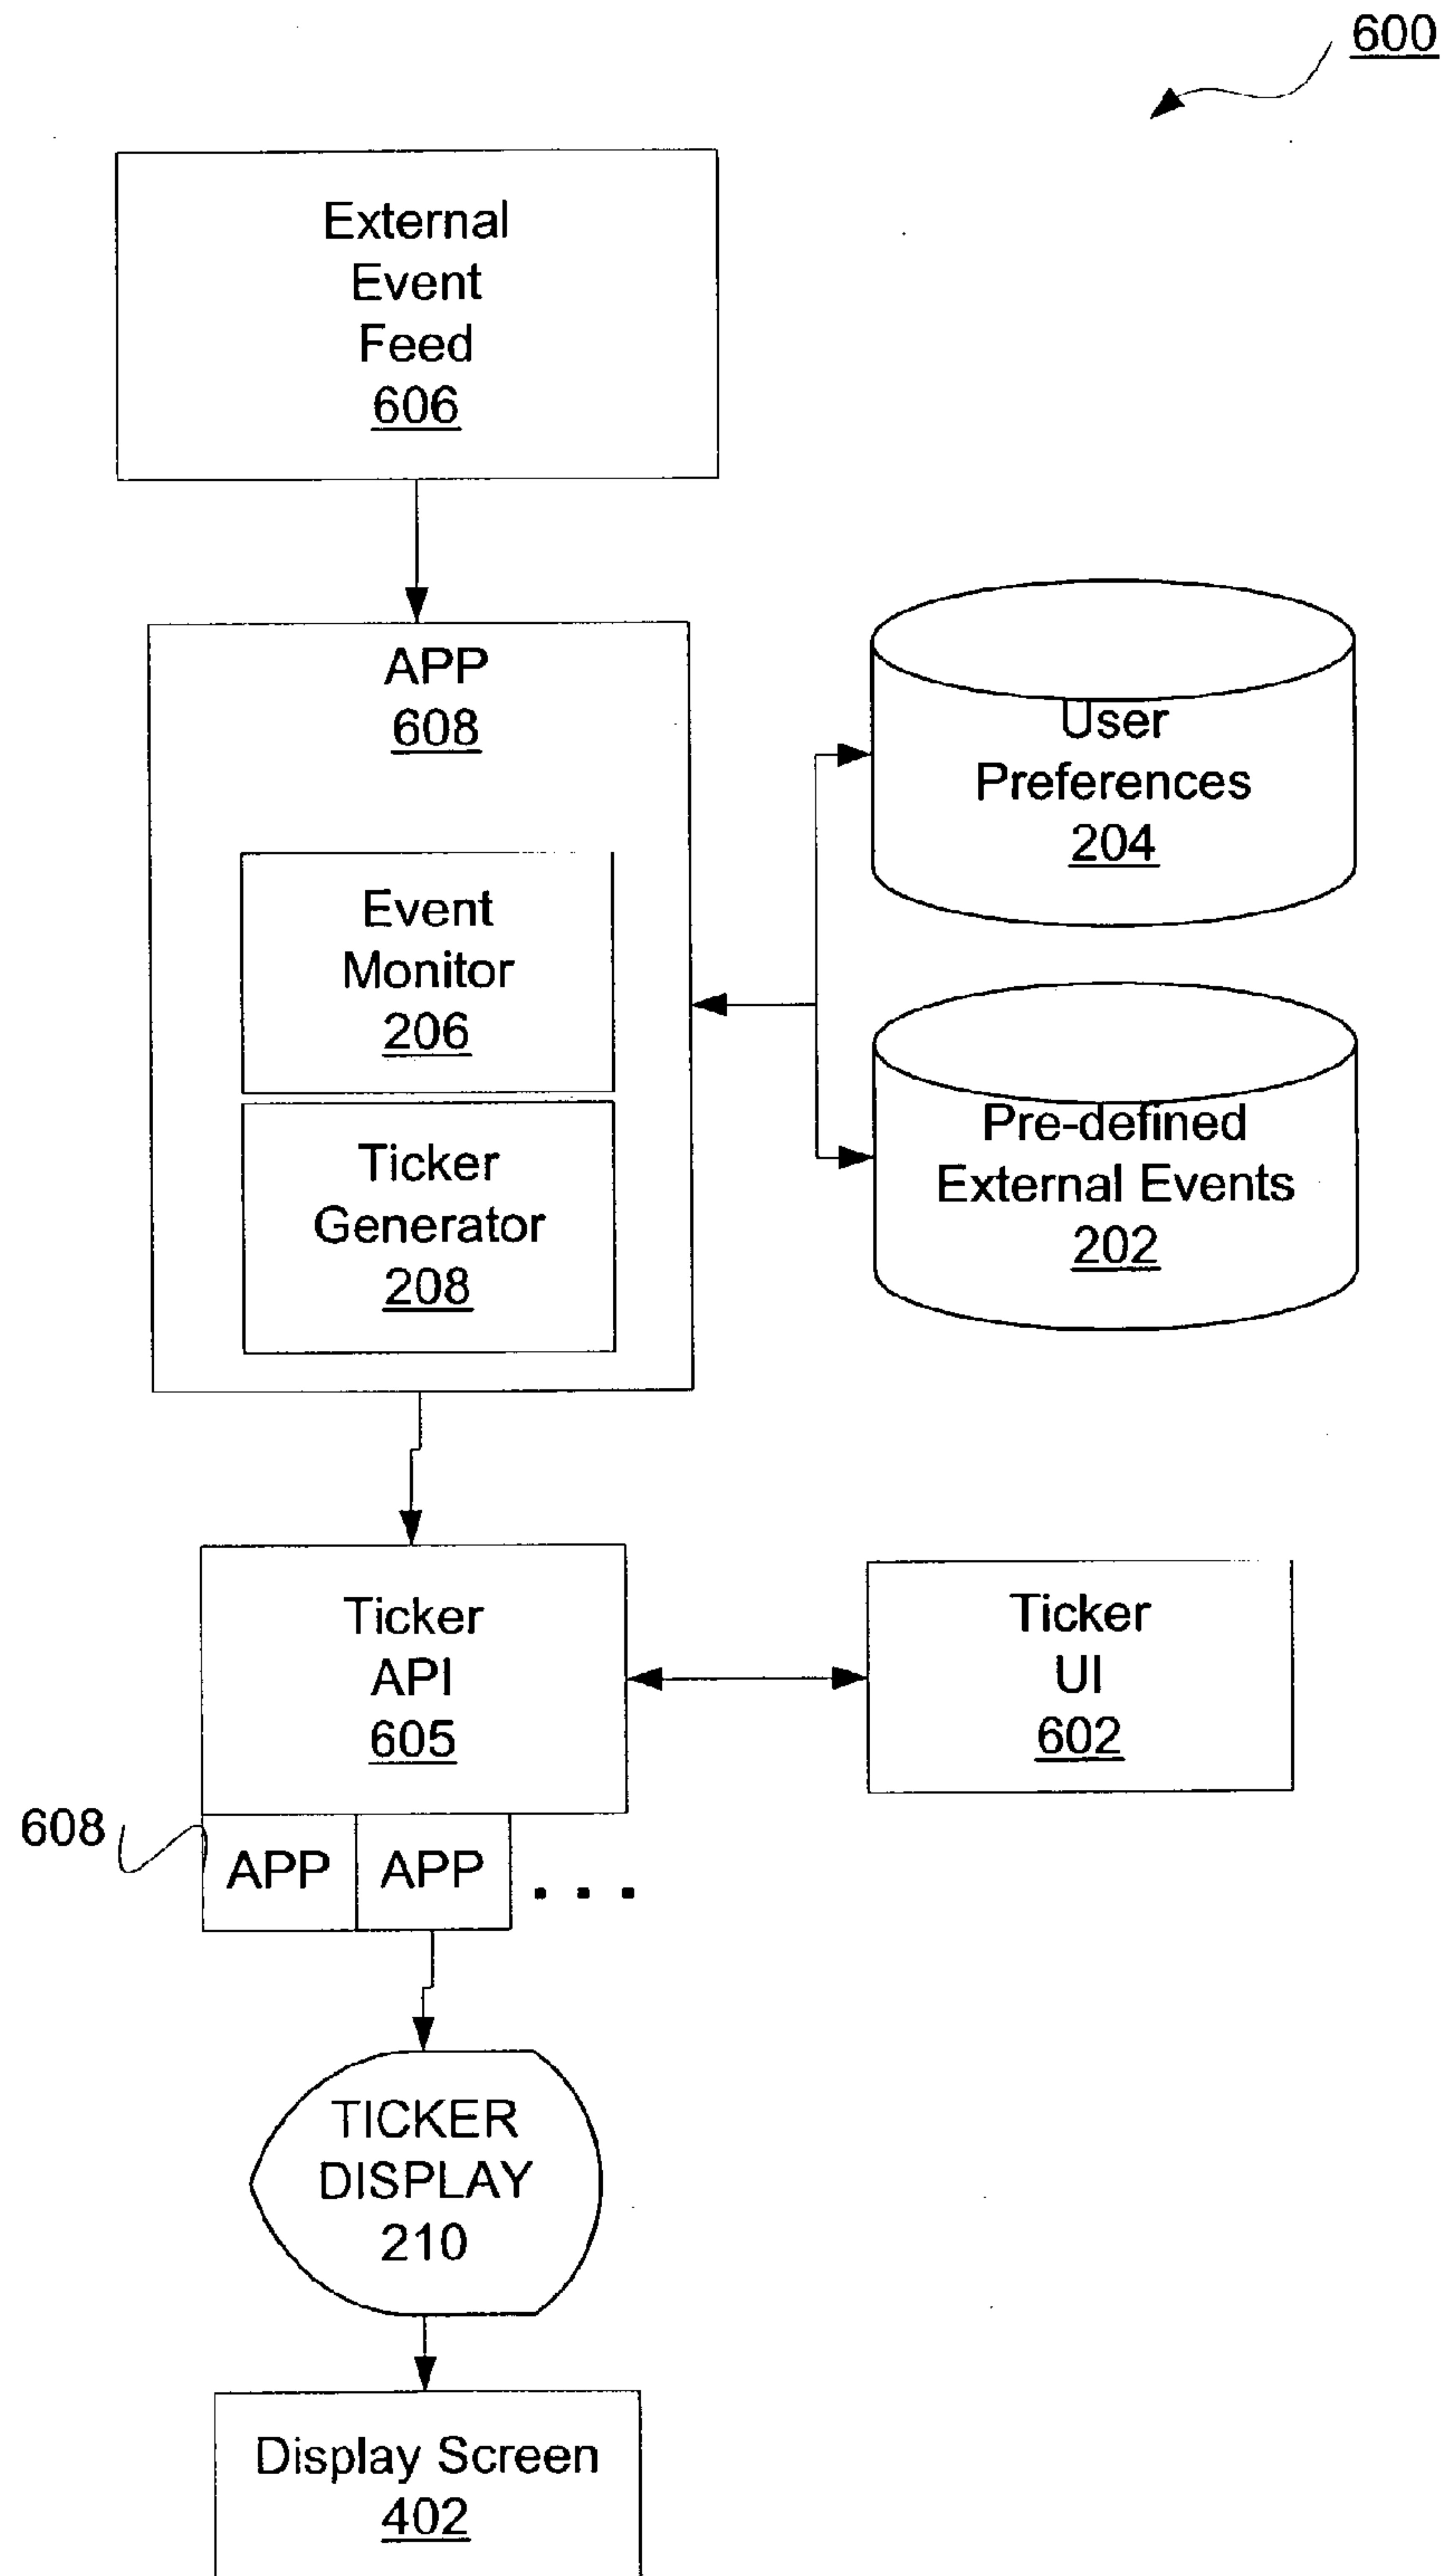 600
External
Event
Feed
606
APP
608
User
Preferences
204
Event
Monitor
206
Pre-defined
External Events
202
Ticker
Generator
208
Ticker
API
605
Ticker
UI
602
608
APP
APP
. . .
TICKER
DISPLAY
210
Display Screen
402